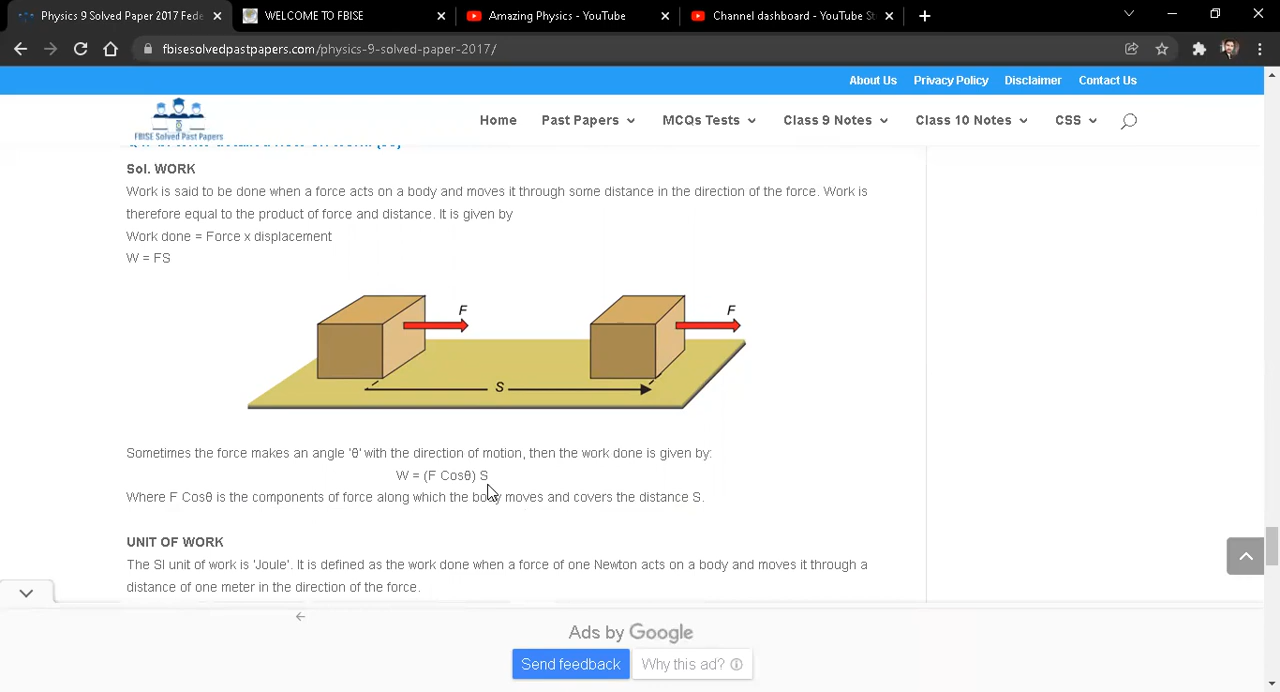 Physics 9 Solved Paper 2017 Fede
WELCOME TO FBISE
Amazing Physics - YouTube
Channel dashboard - YouTube St
fbisesolvedpastpapers.com/physics-9-solved-paper-2017/
About Us Privacy Policy Disclaimer Contact Us
FBISE Solved Past Papers
Home Past Papers MCQs Tests Class 9 Notes Class 10 Notes CSS
Sol. WORK
Work is said to be done when a force acts on a body and moves it through some distance in the direction of the force. Work is
therefore equal to the product of force and distance. It is given by
Work done = Force x displacement
W = FS
F F
S
Sometimes the force makes an angle 'θ' with the direction of motion, then the work done is given by:
W = (F Cosθ) S
Where F Cosθ is the components of force along which the body moves and covers the distance S.
UNIT OF WORK
The SI unit of work is 'Joule'. It is defined as the work done when a force of one Newton acts on a body and moves it through a
distance of one meter in the direction of the force.
Ads by Google
Send feedback Why this ad?